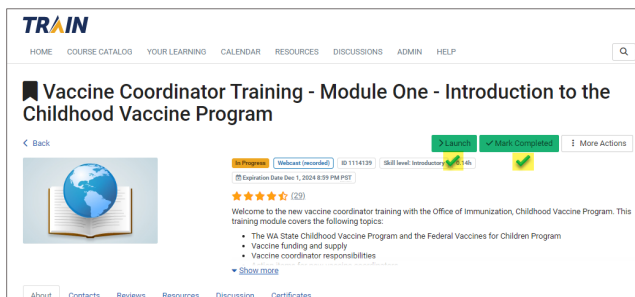 TRAIN
HOME COURSE CATALOG YOUR LEARNING CALENDAR RESOURCES DISCUSSIONS ADMIN HELP
Vaccine Coordinator Training - Module One - Introduction to the
Childhood Vaccine Program
Back Launch Mark Completed More Actions
In Progress Webcast (recorded) ID 1114139 Skill level: Introductory 0.14h
Expiration Date Dec 1, 2024 8:59 PM PST
(29)
Welcome to the new vaccine coordinator training with the Office of Immunization, Childhood Vaccine Program. This
training module covers the following topics:
• The WA State Childhood Vaccine Program and the Federal Vaccines for Children Program
• Vaccine funding and supply
• Vaccine coordinator responsibilities
Show more
About Contacts Reviews Resources Discussion Certificates